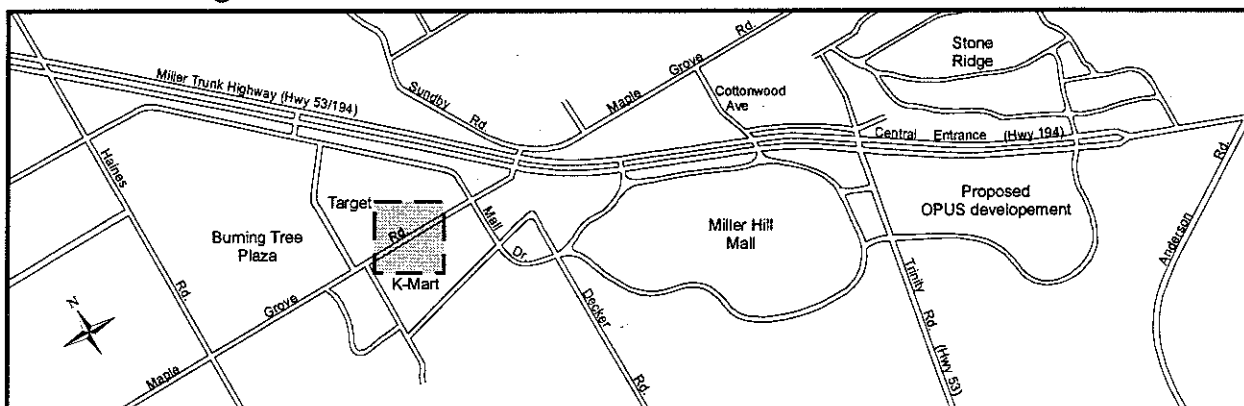 Stone
Ridge
Rd.
Grove
Maple
Cottonwood
Ave
Miller Trunk Highway (Hwy 53/194)
Sundby
Rd.
Central Entrance (Hwy 194)
Haines
Rd.
Target
Burning Tree
Plaza
Rd.
Mall
Dr.
K-Mart
Grove
Maple
Miller Hill
Mall
Proposed
OPUS developement
Rd.
Anderson
Decker
Rd.
Trinity
Rd.
(Hwy 53)
N